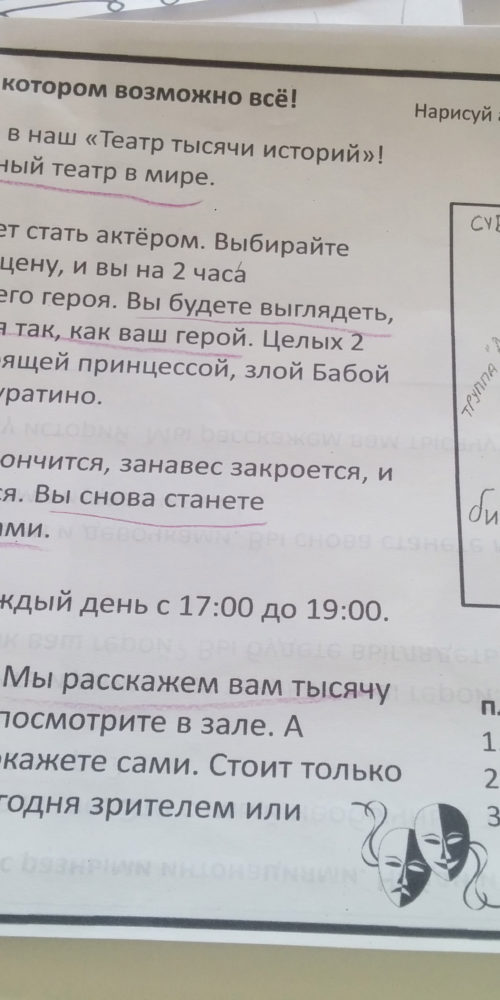 котором возможно всё!
в наш «Театр тысячи историй»!
ный театр в мире.
ет стать актёром. Выбирайте
цену, и вы на 2 часа
его героя. Вы будете выглядеть,
я так, как ваш герой. Целых 2
ящей принцессой, злой Бабой
уратино.
ончится, занавес закроется, и
ся. Вы снова станете
ами.
ждый день с 17:00 до 19:00.
Мы расскажем вам тысячу
посмотрите в зале. А
кажете сами. Стоит только
годня зрителем или
Нарисуй
СУБ
ТРУППА
би
п.
1
2
3